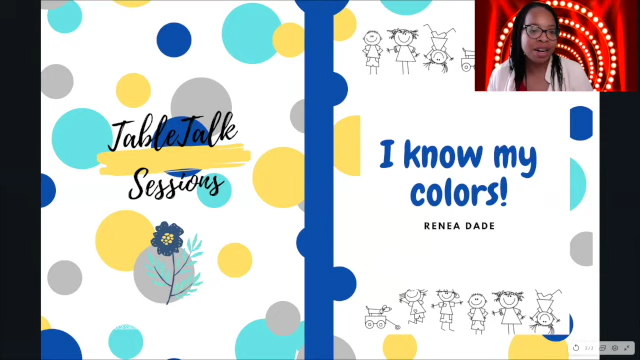 TableTalk
Sessions
I know my
colors!
RENEA DADE